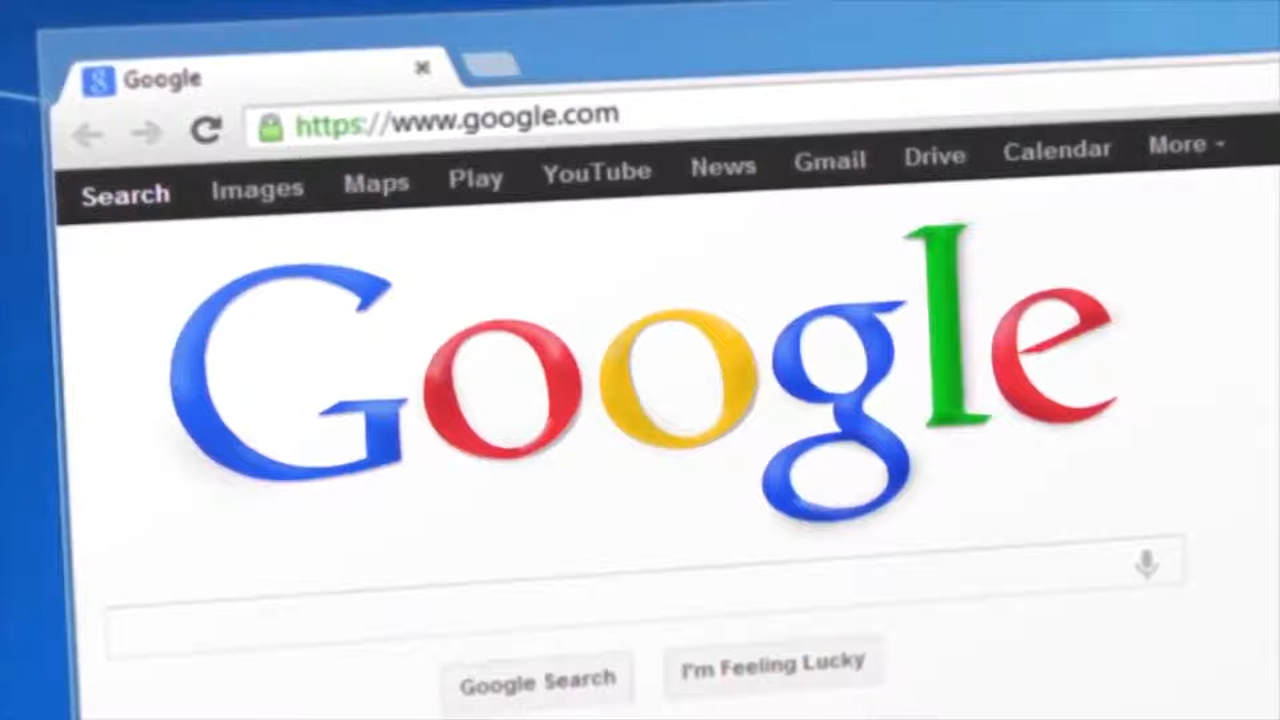 Google
https://www.google.com
Search Images Maps Play YouTube News Gmail Drive Calendar More
Google
Google Search I'm Feeling Lucky